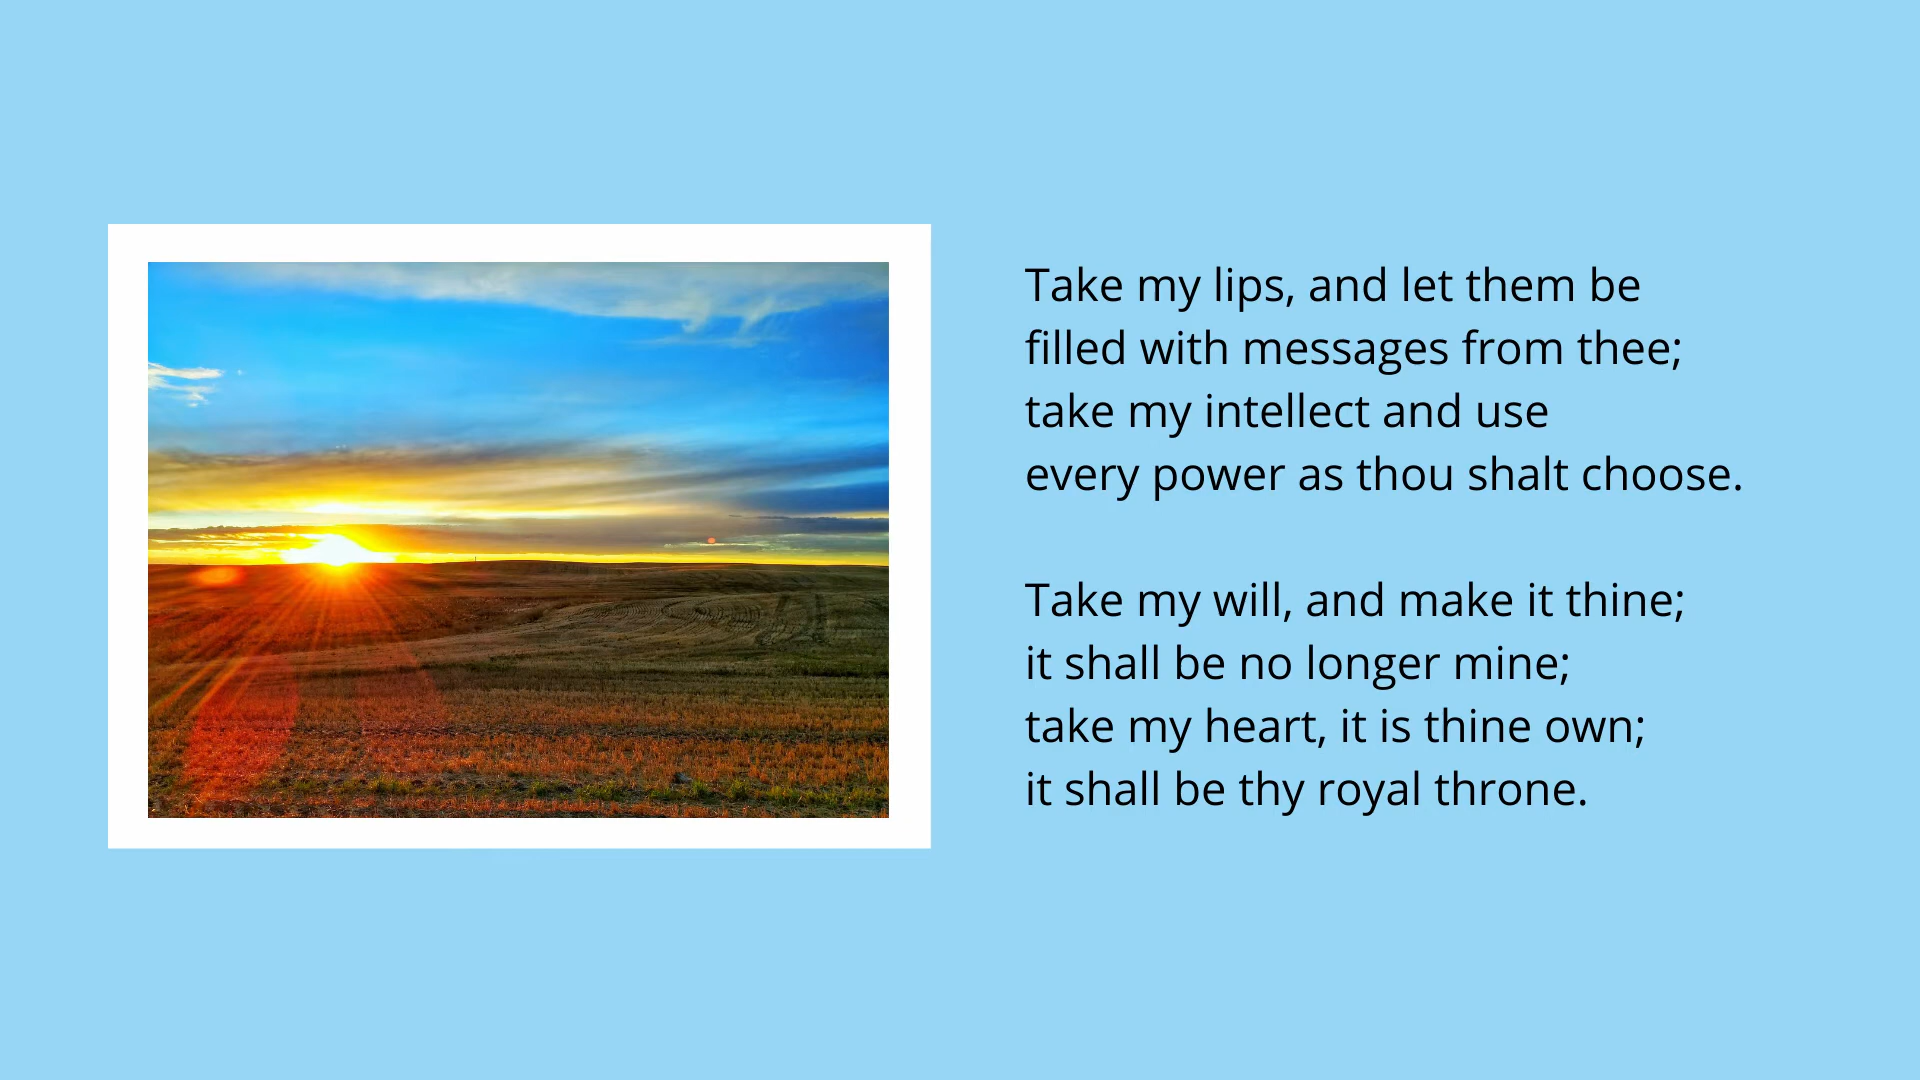 Take my lips, and let them be
filled with messages from thee;
take my intellect and use
every power as thou shalt choose.
Take my will, and make it thine;
it shall be no longer mine;
take my heart, it is thine own;
it shall be thy royal throne.